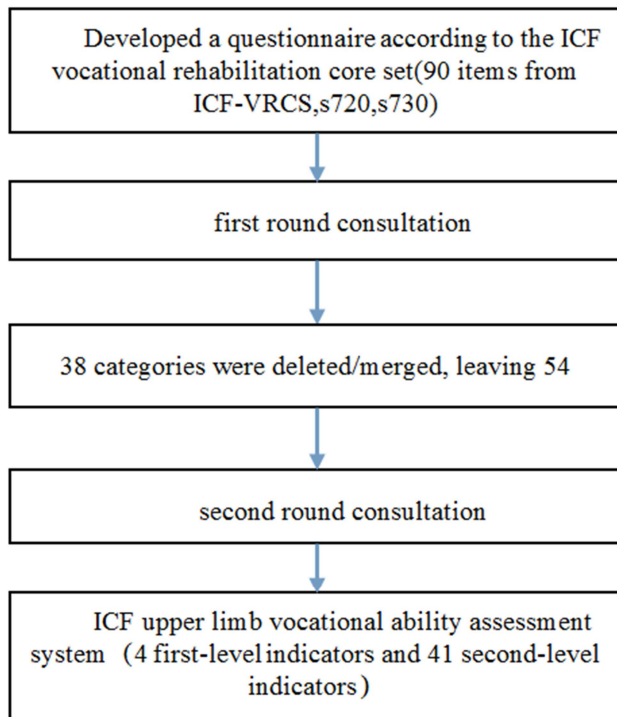 Developed a questionnaire according to the ICF
vocational rehabilitation core set(90 items from
ICF-VRCS,s720,s730)
first round consultation
38 categories were deleted/merged, leaving 54
second round consultation
ICF upper limb vocational ability assessment
system（4 first-level indicators and 41 second-level
indicators）